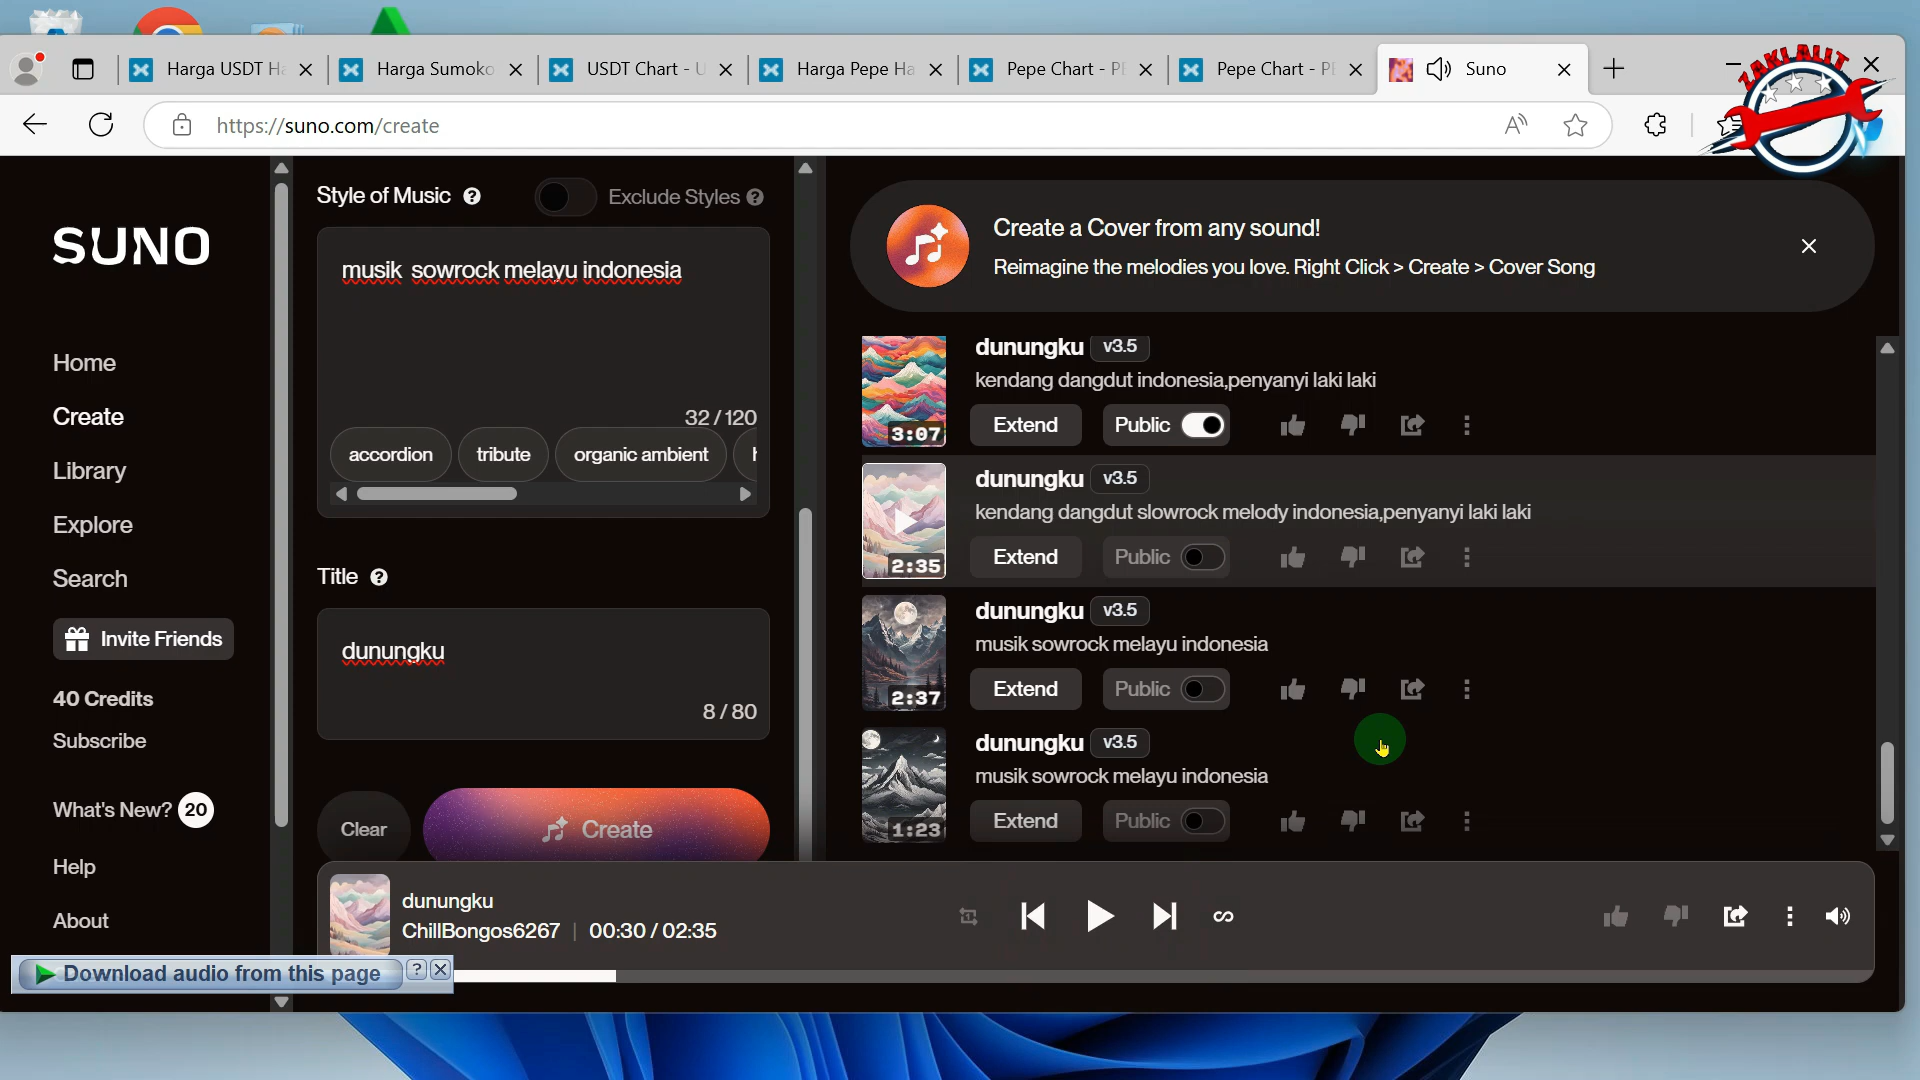 Harga USDT Ha
Harga Sumoko
USDT Chart - U
Harga Pepe Ha
Pepe Chart - PE
Pepe Chart - PE
Suno
ZAKI ALIT
https://suno.com/create
SUNO
Home
Create
Library
Explore
Search
Invite Friends
40 Credits
Subscribe
What's New? 20
Help
About
Style of Music ?
Exclude Styles ?
musik sowrock melayu indonesia
32 / 120
accordion
tribute
organic ambient
Title ?
dunungku
8 / 80
Clear
Create
Create a Cover from any sound!
Reimagine the melodies you love. Right Click > Create > Cover Song
dunungku v3.5
kendang dangdut indonesia,penyanyi laki laki
3:07
Extend
Public
dunungku v3.5
kendang dangdut slowrock melody indonesia,penyanyi laki laki
2:35
Extend
Public
dunungku v3.5
musik sowrock melayu indonesia
2:37
Extend
Public
dunungku v3.5
musik sowrock melayu indonesia
1:23
Extend
Public
dunungku
ChillBongos6267 | 00:30 / 02:35
Download audio from this page ?